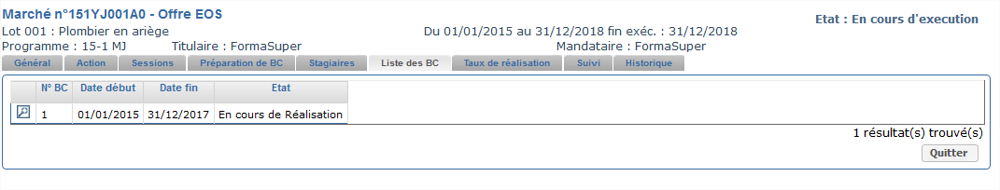 Marché n°151YJ001A0 - Offre EOS
Etat : En cours d'execution
Lot 001 : Plombier en ariège Du 01/01/2015 au 31/12/2018 fin exéc. : 31/12/2018
Programme : 15-1 MJ Titulaire : FormaSuper Mandataire : FormaSuper
Général Action Sessions Préparation de BC Stagiaires Liste des BC Taux de réalisation Suivi Historique
N° BC Date début Date fin Etat
1 01/01/2015 31/12/2017 En cours de Réalisation
1 résultat(s) trouvé(s)
Quitter